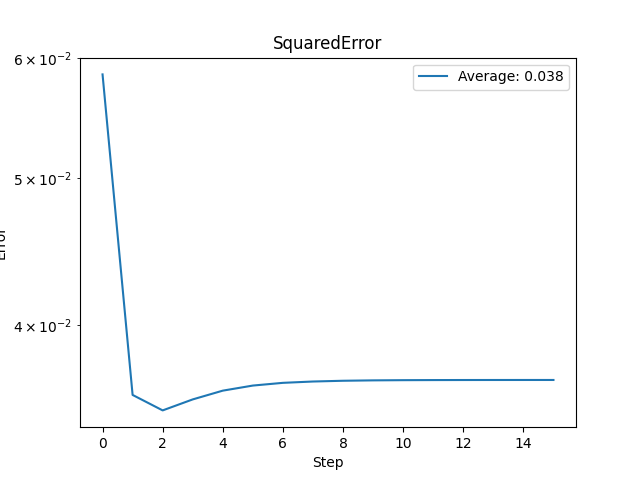 SquaredError
6 × 10⁻²
5 × 10⁻²
4 × 10⁻²
Error
Average: 0.038
0 2 4 6 8 10 12 14
Step